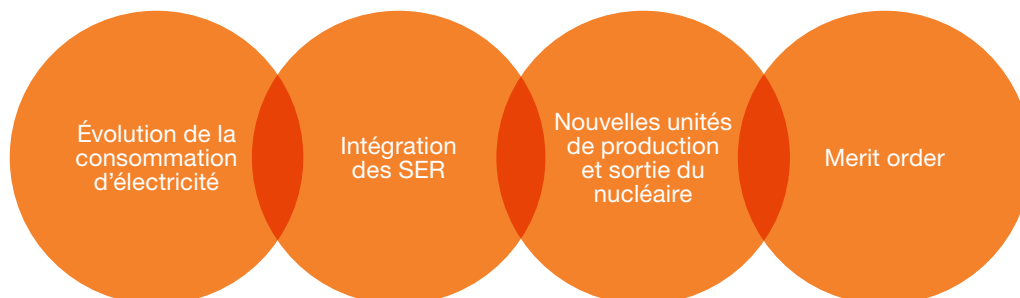 Évolution de la
consommation
d'électricité
Intégration
des SER
Nouvelles unités
de production
et sortie du
nucléaire
Merit order